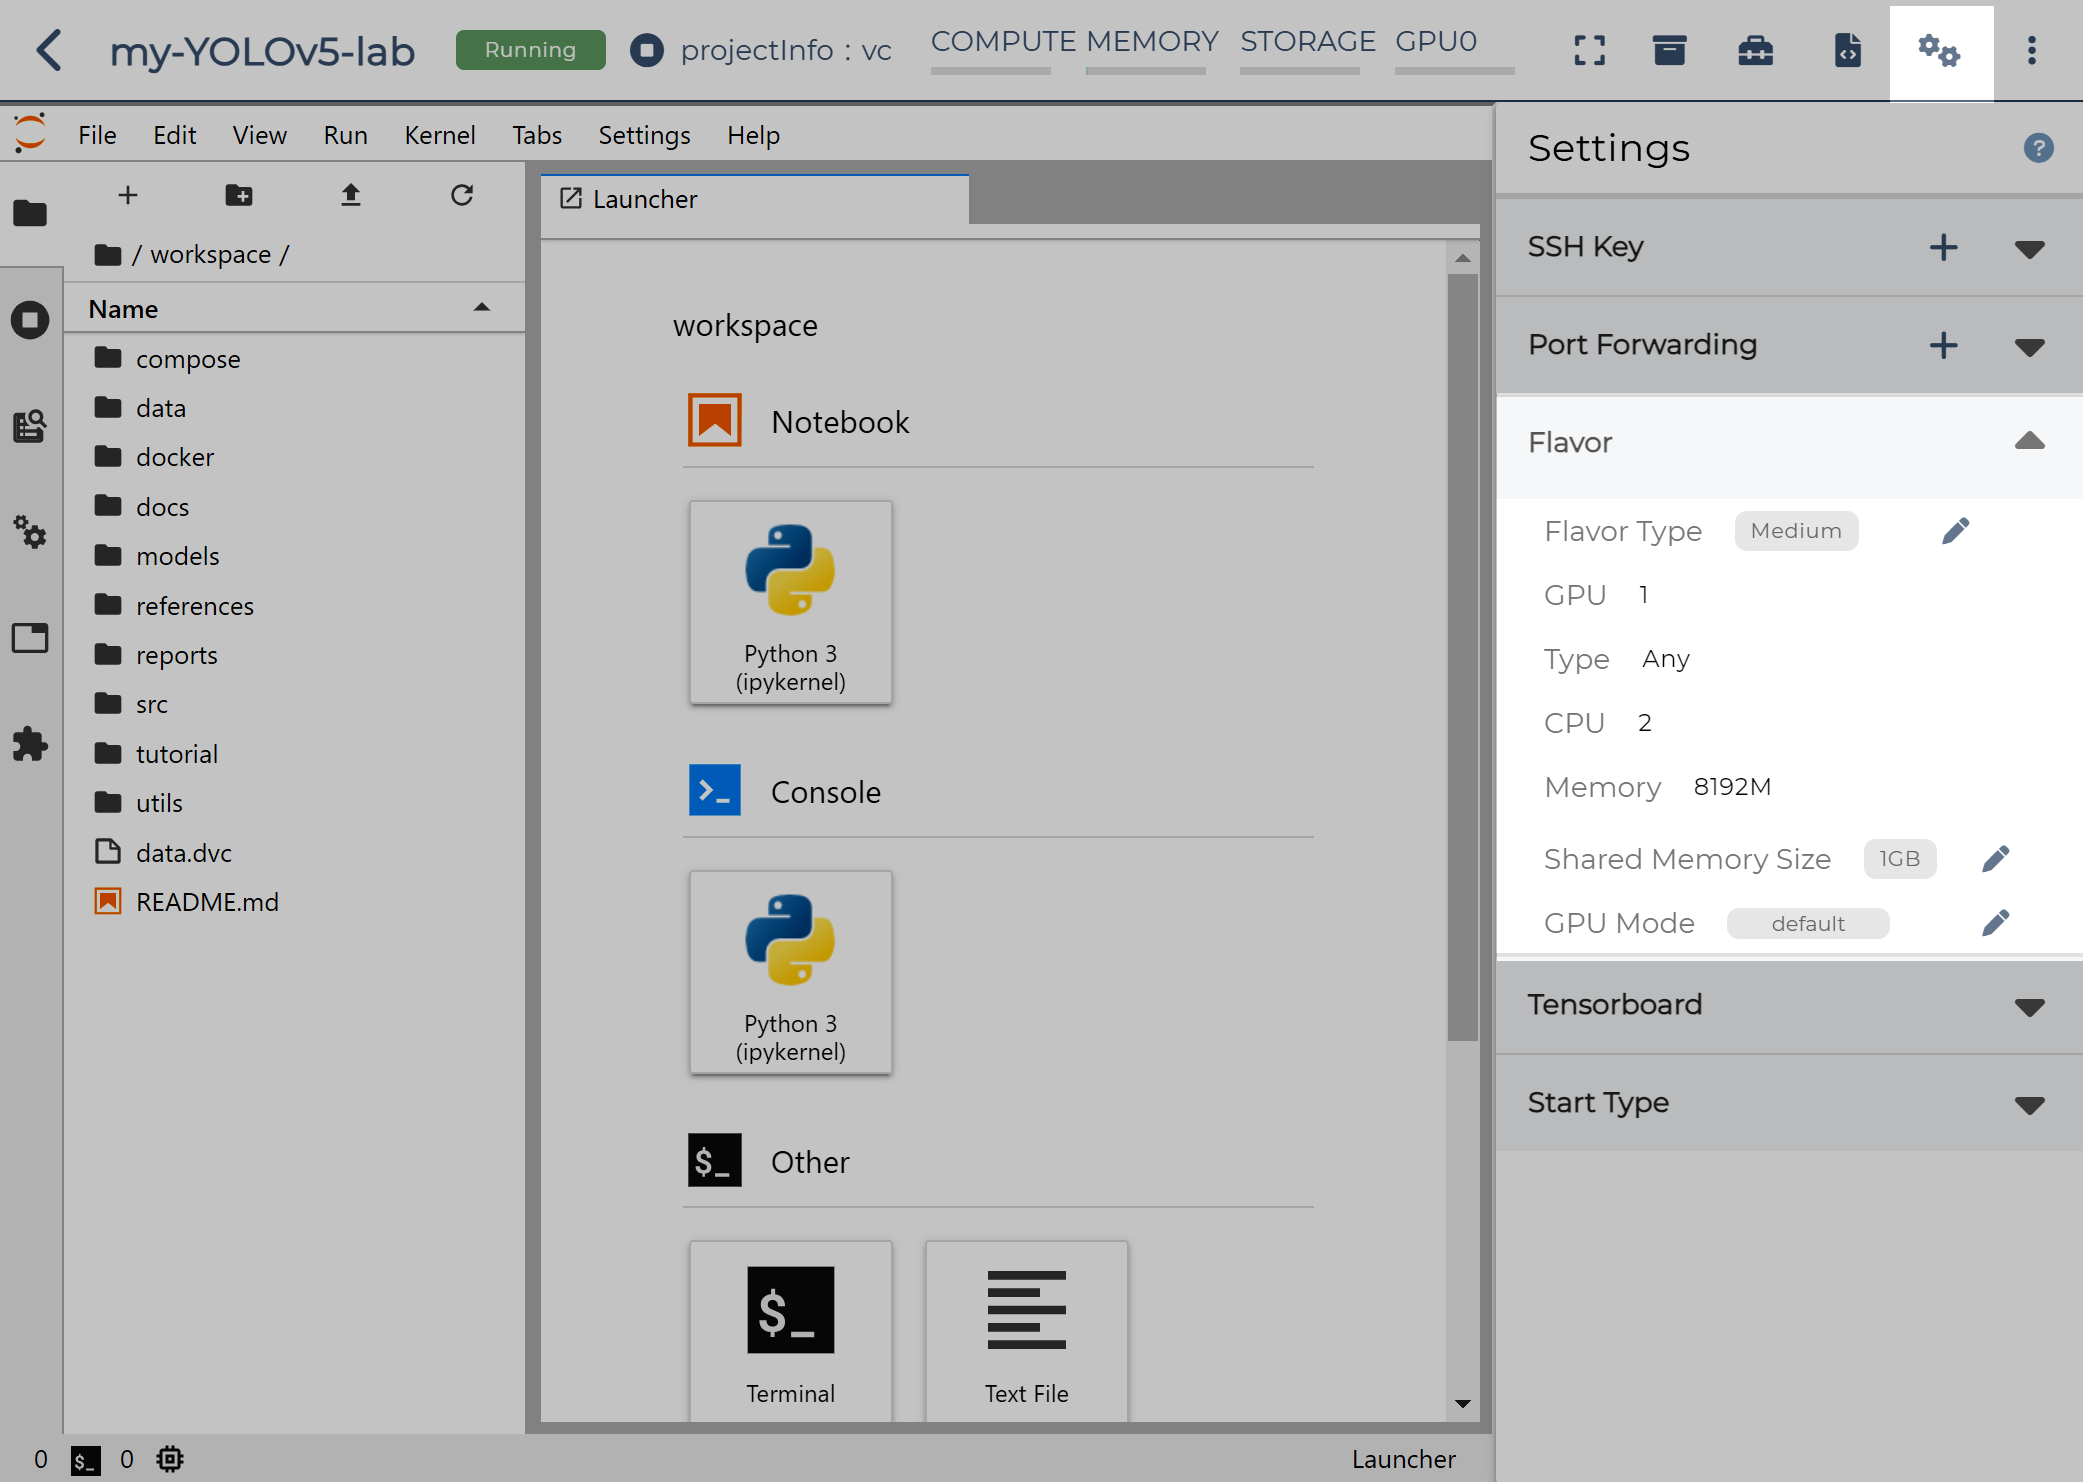 my-YOLOv5-lab
Running
projectInfo : vc
COMPUTE MEMORY STORAGE GPU0
File Edit View Run Kernel Tabs Settings Help
/ workspace /
Name
compose
data
docker
docs
models
references
reports
src
tutorial
utils
data.dvc
README.md
Launcher
workspace
Notebook
Python 3
(ipykernel)
Console
Python 3
(ipykernel)
$_ Other
$_
Terminal
Text File
Settings
?
SSH Key
Port Forwarding
Flavor
Flavor Type Medium
GPU 1
Type Any
CPU 2
Memory 8192M
Shared Memory Size 1GB
GPU Mode default
Tensorboard
Start Type
0 $_ 0
Launcher